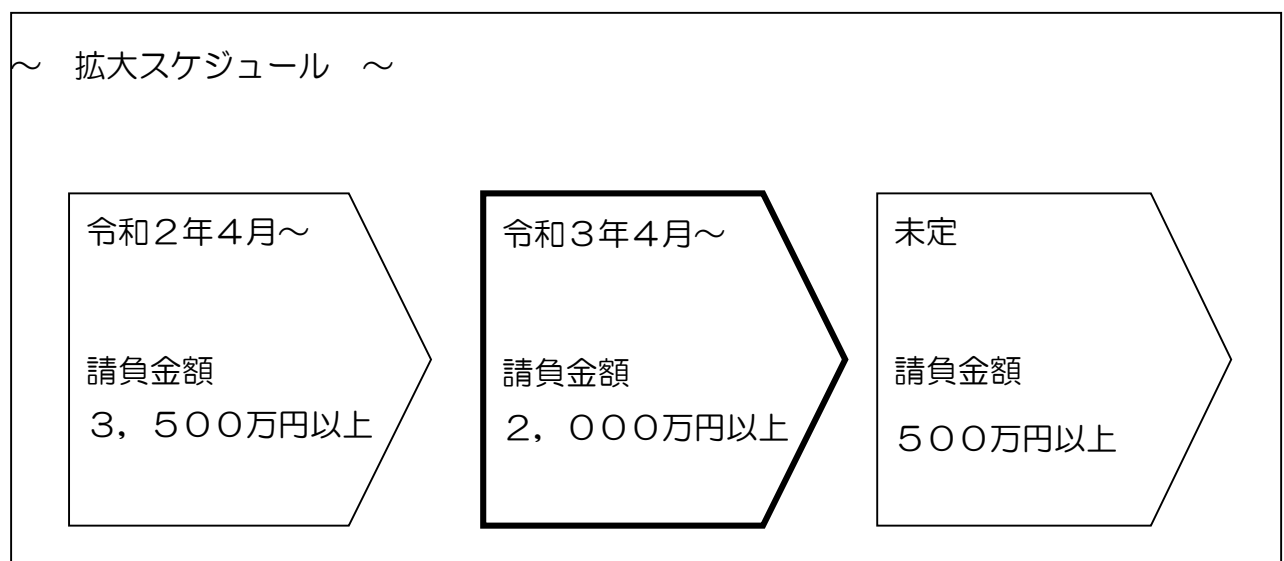 ～　拡大スケジュール　～
令和２年４月～
請負金額
３，５００万円以上
令和３年４月～
請負金額
２，０００万円以上
未定
請負金額
５００万円以上